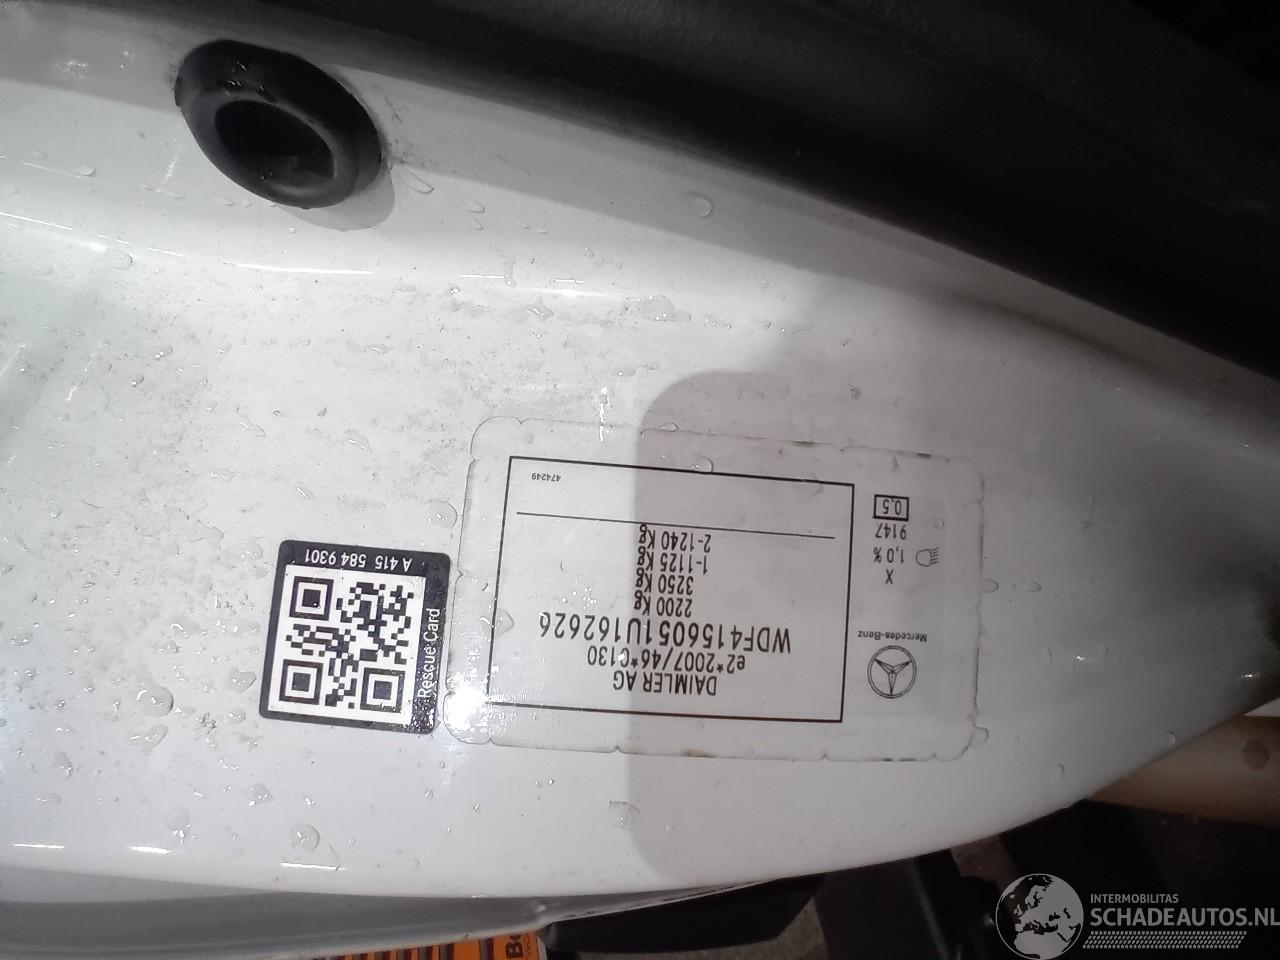 DAIMLER AG
e2*2007/46*0130
WDF4156051U162626
2200 Kg
3250 Kg
1-1125 Kg
2-1240 Kg
474249
Mercedes-Benz
X
1,0%
9147
0,5
A 415 584 9301
Rescue Card
INTERMOBILITAS
SCHADEAUTOS.NL